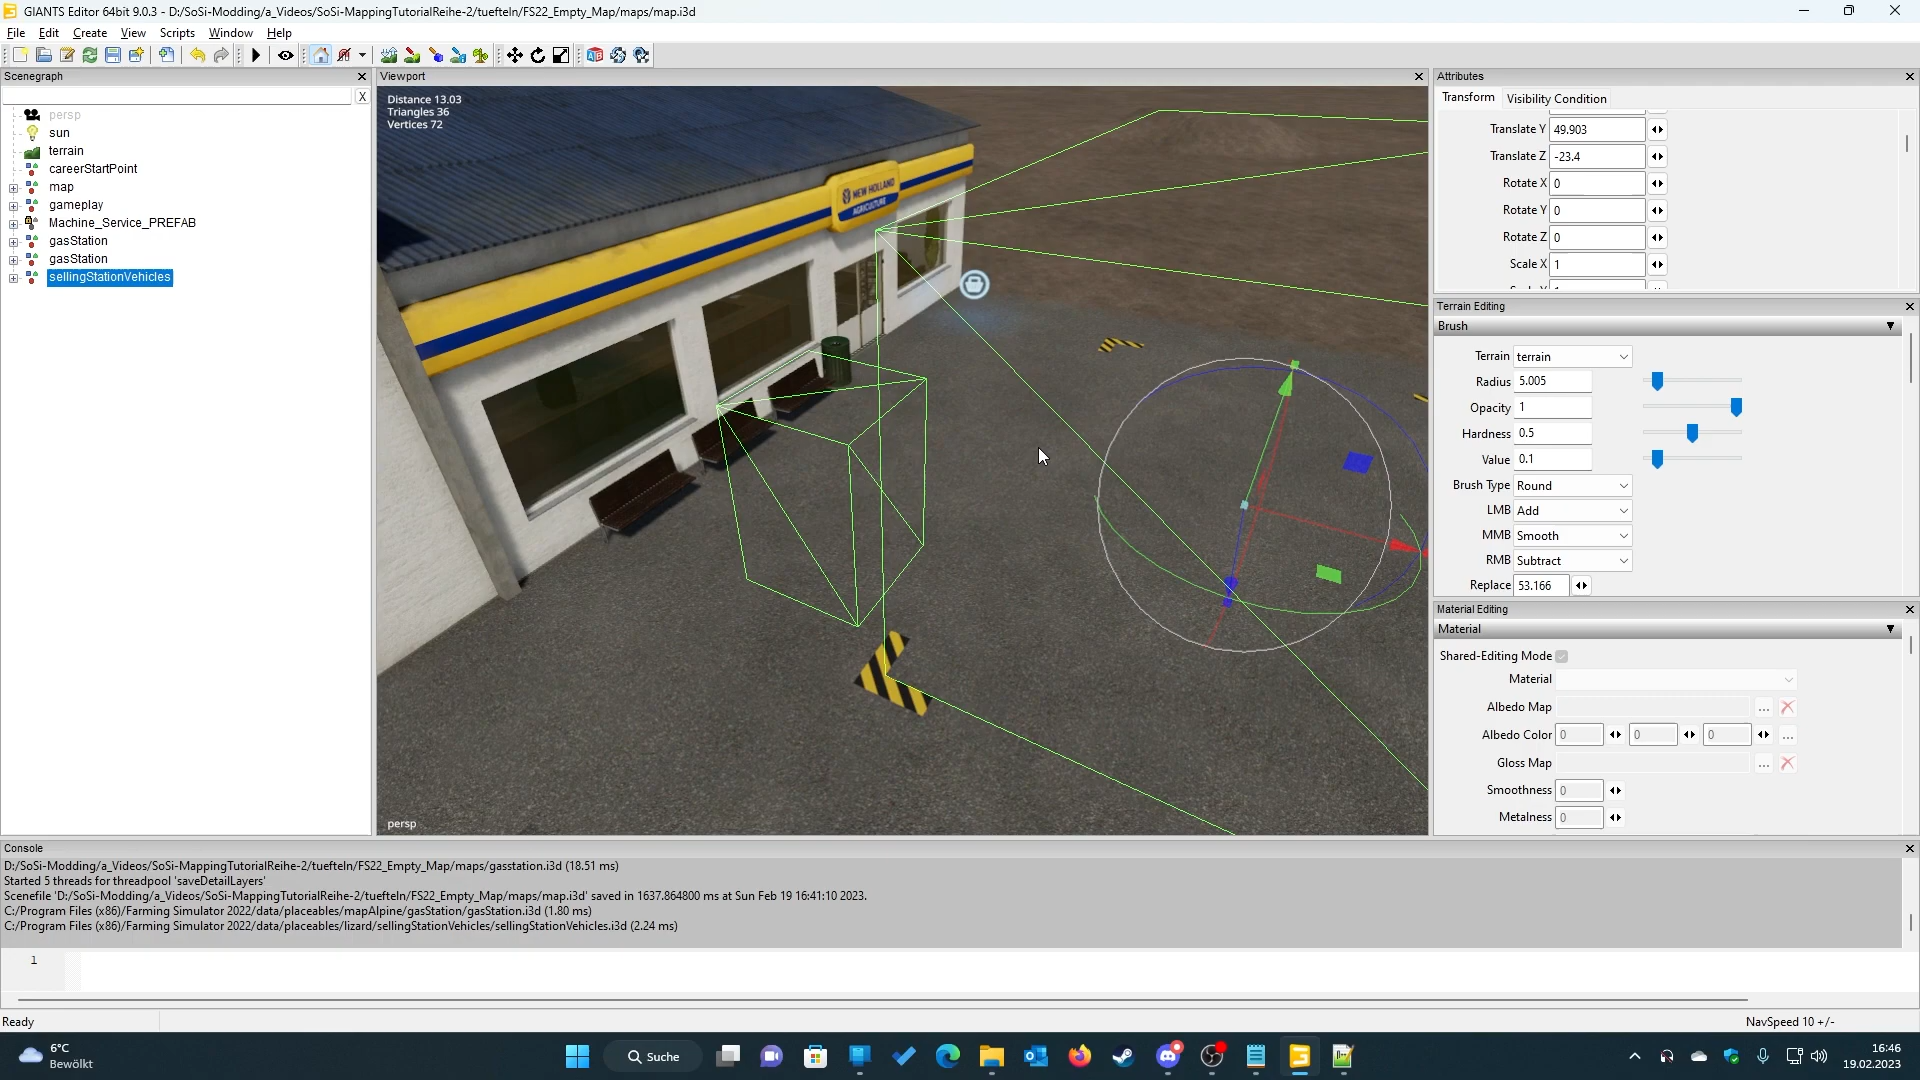 GIANTS Editor 64bit 9.0.3 - D:/SoSi-Modding/a_Videos/SoSi-MappingTutorialReihe-2/tuefteln/FS22_Empty_Map/maps/map.i3d
File Edit Create View Scripts Window Help
Scenegraph
X
persp
sun
terrain
careerStartPoint
map
gameplay
Machine_Service_PREFAB
gasStation
gasStation
sellingStationVehicles
Viewport
Distance 13.03
Triangles 36
Vertices 72
NEW HOLLAND
AGRICULTURE
persp
Attributes
Transform Visibility Condition
Translate Y 49.903
Translate Z -23.4
Rotate X 0
Rotate Y 0
Rotate Z 0
Scale X 1
Terrain Editing
Brush
Terrain terrain
Radius 5.005
Opacity 1
Hardness 0.5
Value 0.1
Brush Type Round
LMB Add
MMB Smooth
RMB Subtract
Replace 53.166
Material Editing
Material
Shared-Editing Mode
Material
Albedo Map ...
Albedo Color 0 0 0 ...
Gloss Map ...
Smoothness 0
Metalness 0
Console
D:/SoSi-Modding/a_Videos/SoSi-MappingTutorialReihe-2/tuefteln/FS22_Empty_Map/maps/gasstation.i3d (18.51 ms)
Started 5 threads for threadpool 'saveDetailLayers'
Scenefile 'D:/SoSi-Modding/a_Videos/SoSi-MappingTutorialReihe-2/tuefteln/FS22_Empty_Map/maps/map.i3d' saved in 1637.864800 ms at Sun Feb 19 16:41:10 2023.
C:/Program Files (x86)/Farming Simulator 2022/data/placeables/mapAlpine/gasStation/gasStation.i3d (1.80 ms)
C:/Program Files (x86)/Farming Simulator 2022/data/placeables/lizard/sellingStationVehicles/sellingStationVehicles.i3d (2.24 ms)
1
Ready
NavSpeed 10 +/-
6°C
Bewölkt
Suche
16:46
19.02.2023